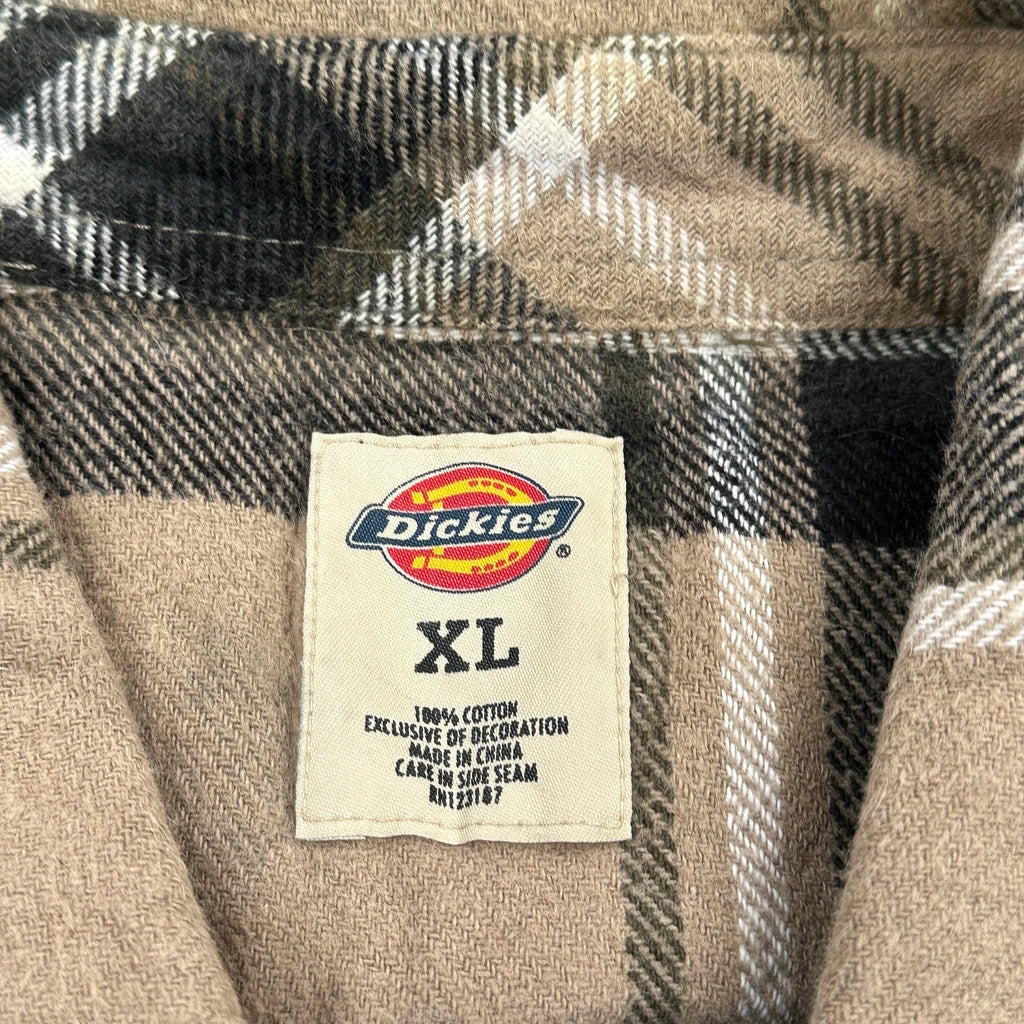 Dickies
®
XL
100% COTTON
EXCLUSIVE OF DECORATION
MADE IN CHINA
CARE IN SIDE SEAM
RN123187